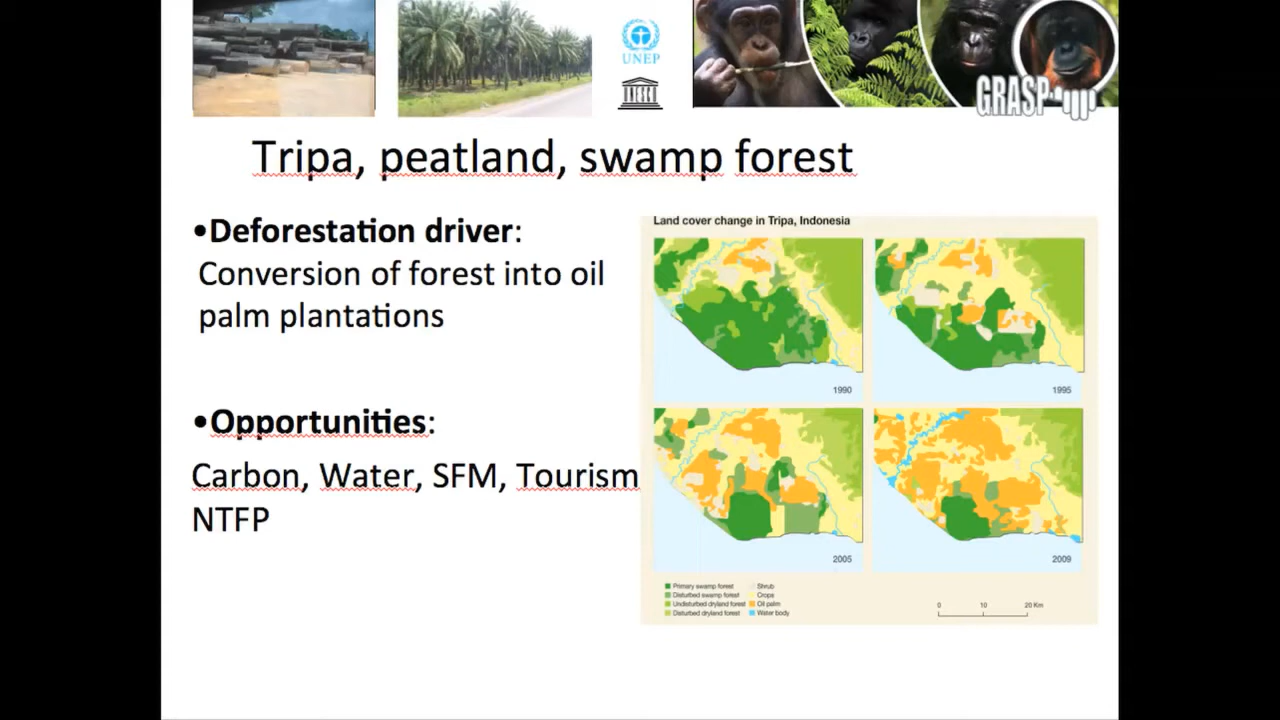 UNEP
UNESCO
GRASP
Tripa, peatland, swamp forest
•Deforestation driver:
Conversion of forest into oil
palm plantations
•Opportunities:
Carbon, Water, SFM, Tourism
NTFP
Land cover change in Tripa, Indonesia
1990
1995
2005
2009
Primary swamp forest
Disturbed swamp forest
Undisturbed dryland forest
Disturbed dryland forest
Shrub
Crops
Oil palm
Water body
0 10 20 Km